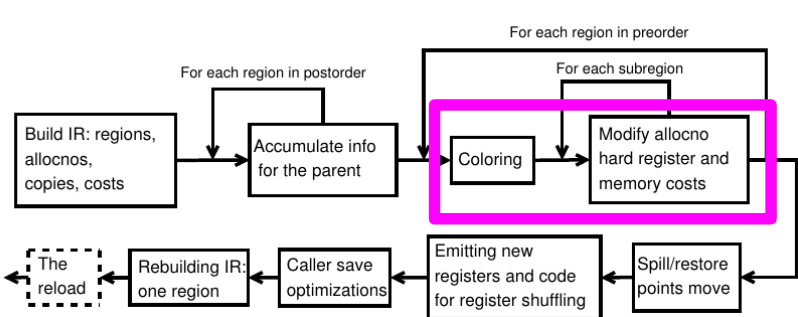 For each region in preorder
For each region in postorder
For each subregion
Build IR: regions,
allocnos,
copies, costs
Accumulate info
for the parent
Coloring
Modify allocno
hard register and
memory costs
The
reload
Rebuilding IR:
one region
Caller save
optimizations
Emitting new
registers and code
for register shuffling
Spill/restore
points move